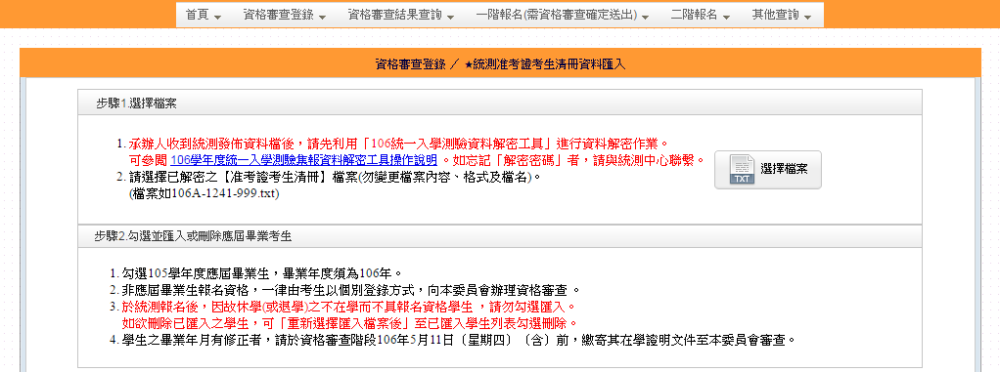 首頁 資格審查登錄 資格審查結果查詢 一階報名(需資格審查確定送出) 二階報名 其他查詢
資格審查登錄 ／ ★統測准考證考生清冊資料匯入
步驟1.選擇檔案
1. 承辦人收到統測發佈資料檔後，請先利用「106統一入學測驗資料解密工具」進行資料解密作業。
可參閱 106學年度統一入學測驗集報資料解密工具操作說明 。如忘記「解密密碼」者，請與統測中心聯繫。
2. 請選擇已解密之【准考證考生清冊】檔案(勿變更檔案內容、格式及檔名)。
(檔案如106A-1241-999.txt)
TXT 選擇檔案
步驟2.勾選並匯入或刪除應屆畢業考生
1. 勾選105學年度應屆畢業生，畢業年度須為106年。
2. 非應屆畢業生報名資格，一律由考生以個別登錄方式，向本委員會辦理資格審查 。
3. 於統測報名後，因故休學(或退學)之不在學而不具報名資格學生 ，請勿勾選匯入。
如欲刪除已匯入之學生，可「重新選擇匯入檔案後」至已匯入學生列表勾選刪除。
4. 學生之畢業年月有修正者，請於資格審查階段106年5月11日〔星期四〕〔含〕前，繳寄其在學證明文件至本委員會審查。